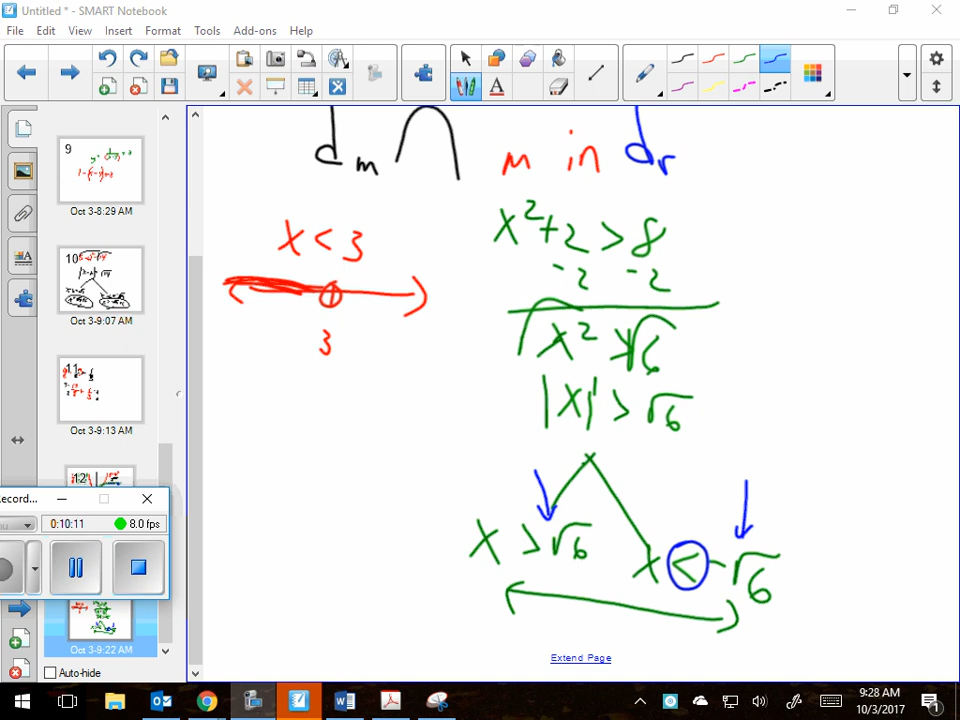 Untitled * - SMART Notebook
File Edit View Insert Format Tools Add-ons Help
dm ∩ m in dr
x < 3
3
x²+2 > 8
-2 -2
√x² > √6
|x| > √6
x > √6
x < -√6
Extend Page
9
Oct 3-8:29 AM
10
Oct 3-9:07 AM
11
Oct 3-9:13 AM
12
Record...
0:10:11
8.0 fps
Oct 3-9:22 AM
Auto-hide
9:28 AM
10/3/2017
1